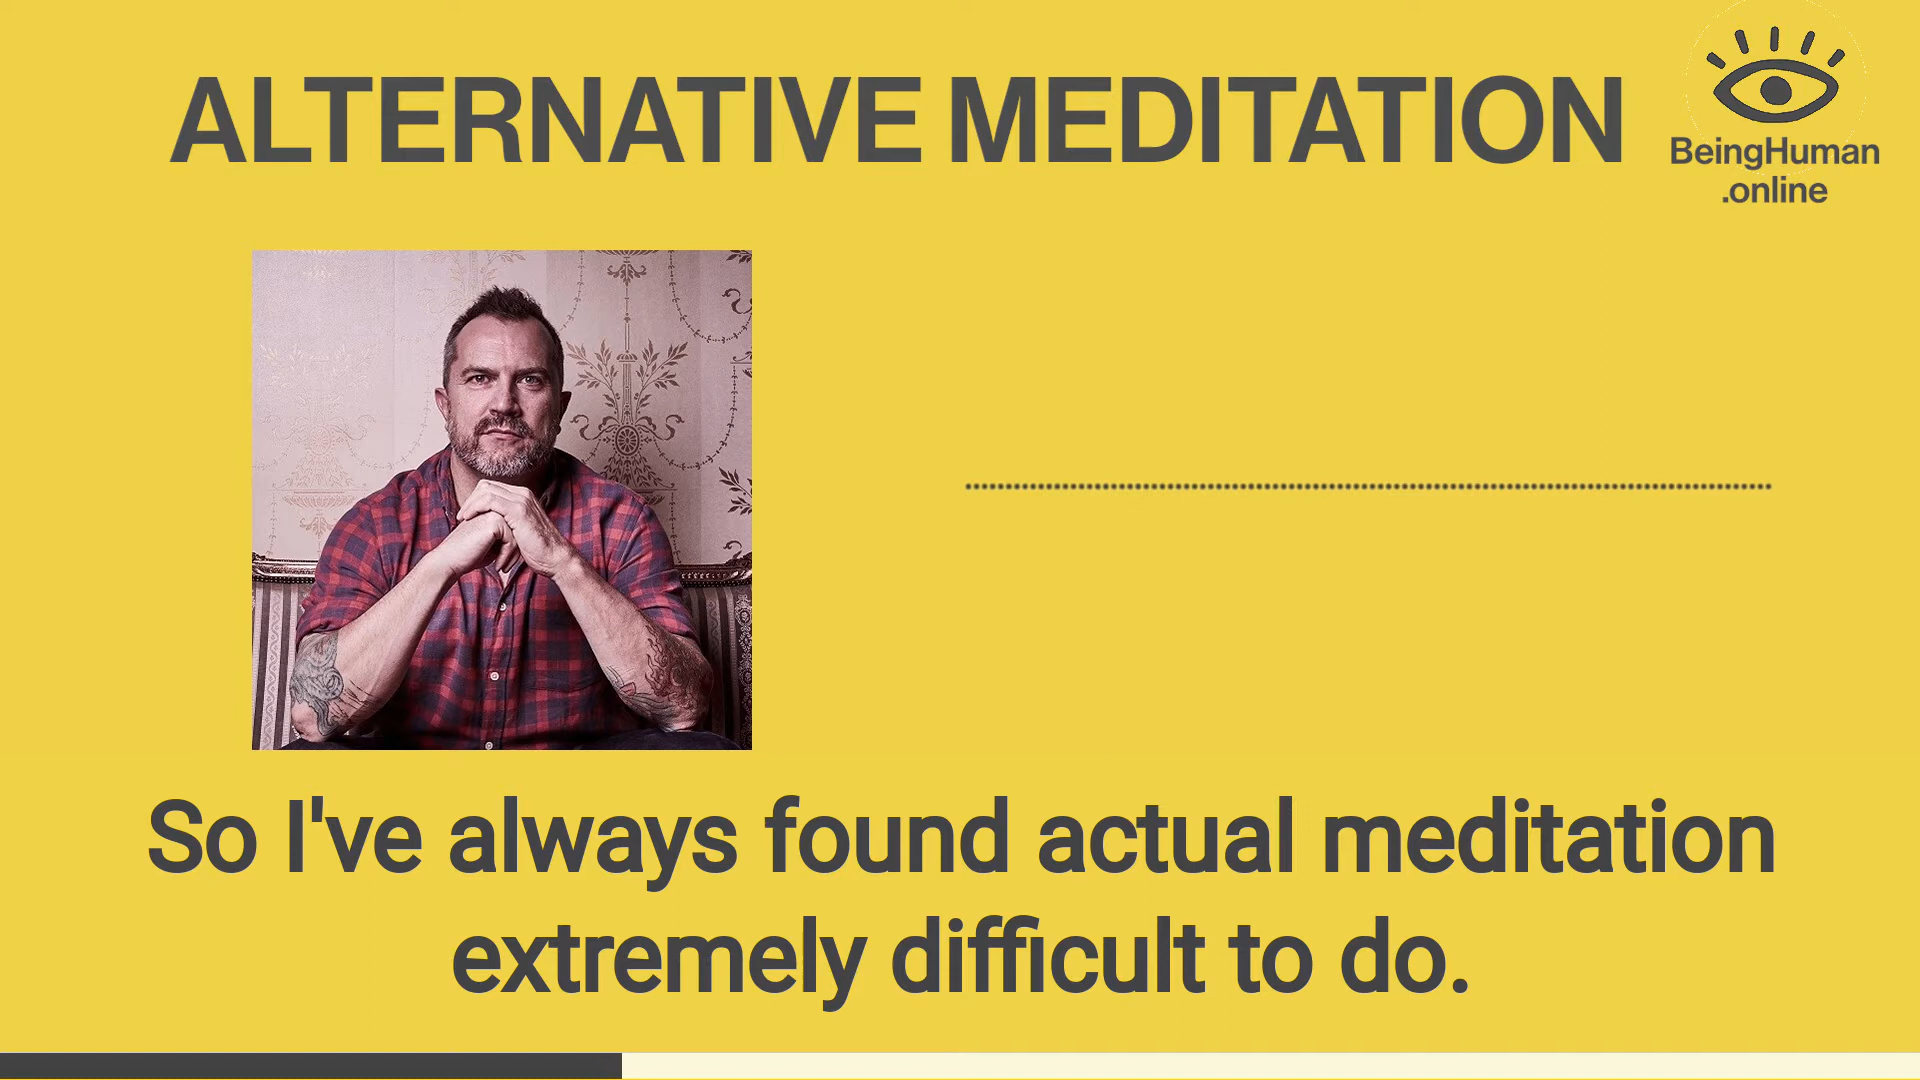 ALTERNATIVE MEDITATION
BeingHuman
.online
So I've always found actual meditation
extremely difficult to do.